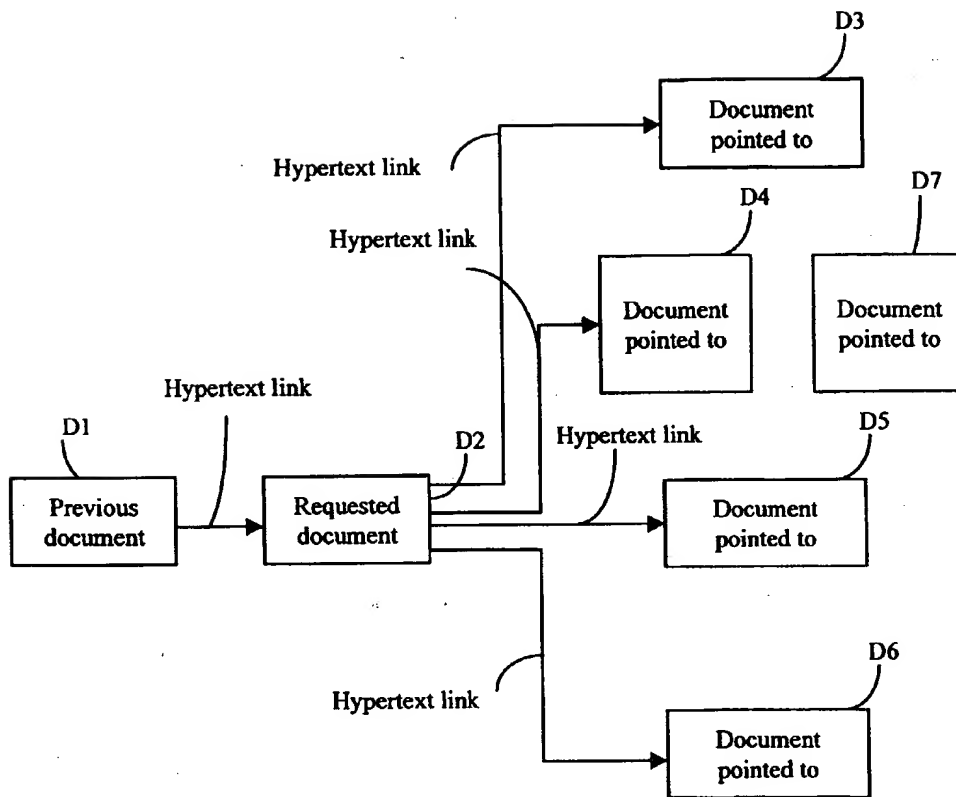 D3
Document
pointed to
Hypertext link
D4
D7
Hypertext link
Document
pointed to
Document
pointed to
Hypertext link
D1
D2
Hypertext link
D5
Previous
document
Requested
document
Document
pointed to
D6
Hypertext link
Document
pointed to